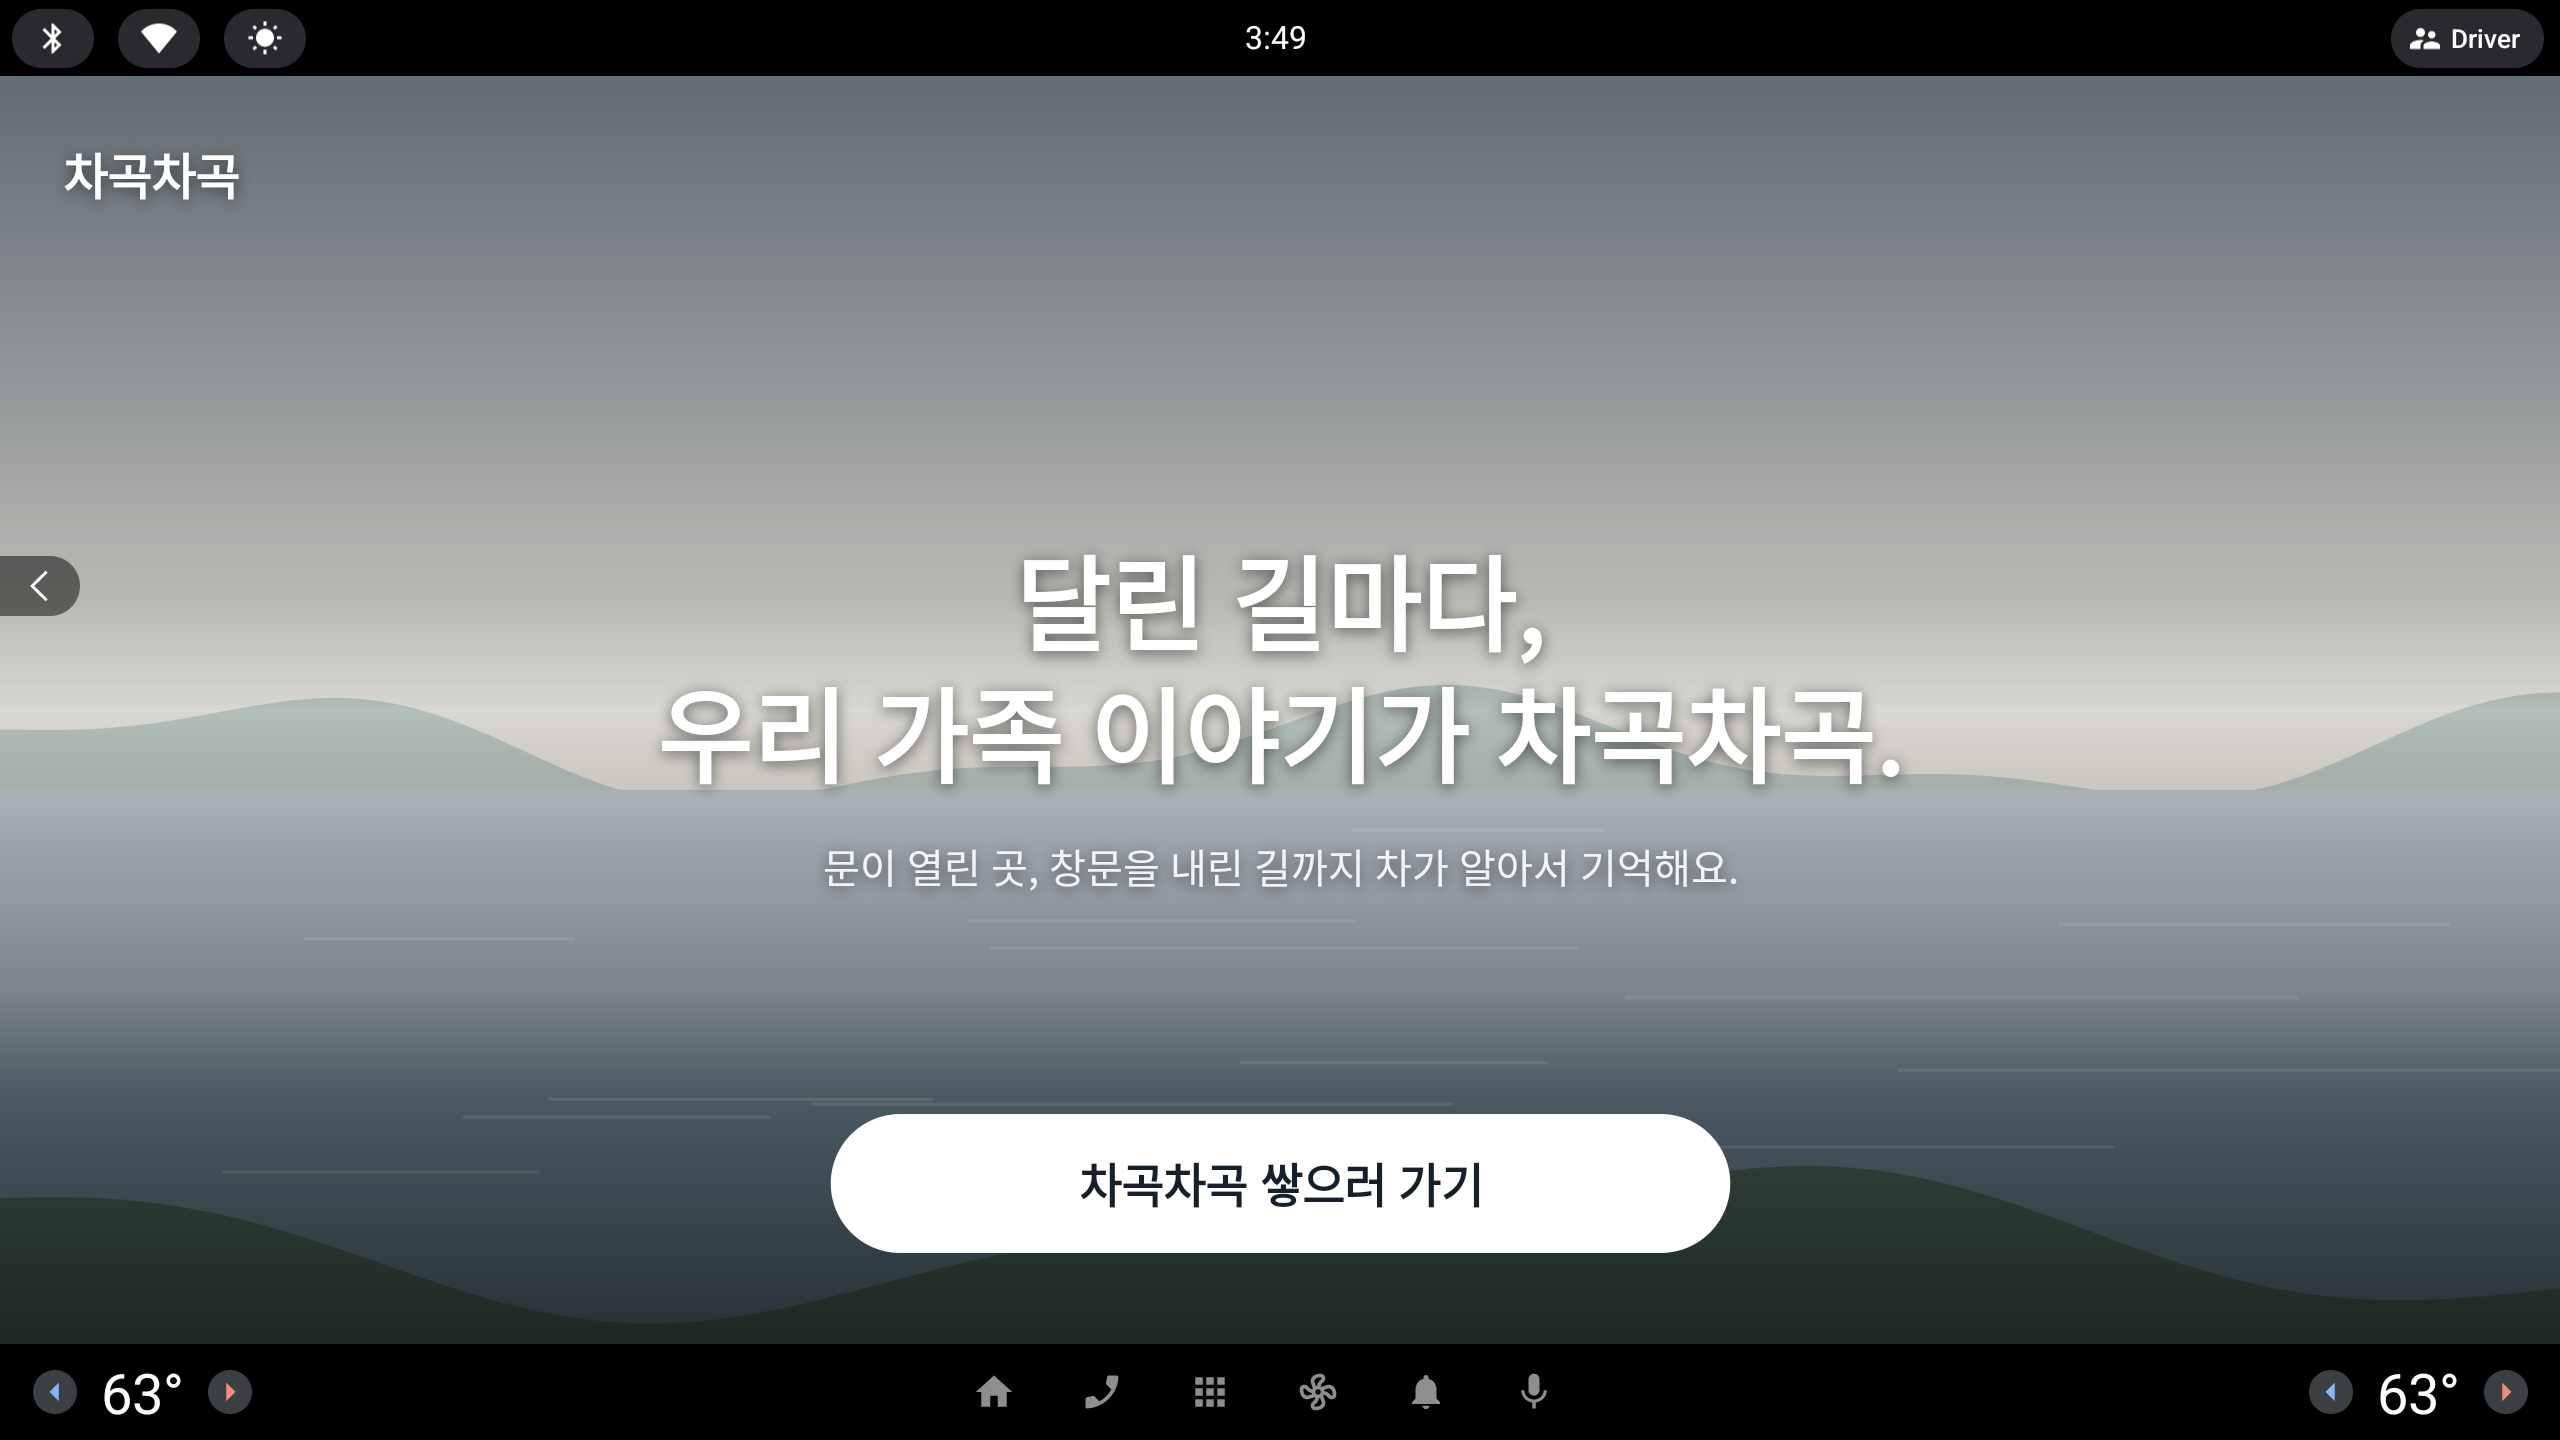 3:49
Driver
차곡차곡
달린 길마다,
우리 가족 이야기가 차곡차곡.
문이 열린 곳, 창문을 내린 길까지 차가 알아서 기억해요.
차곡차곡 쌓으러 가기
63°
63°